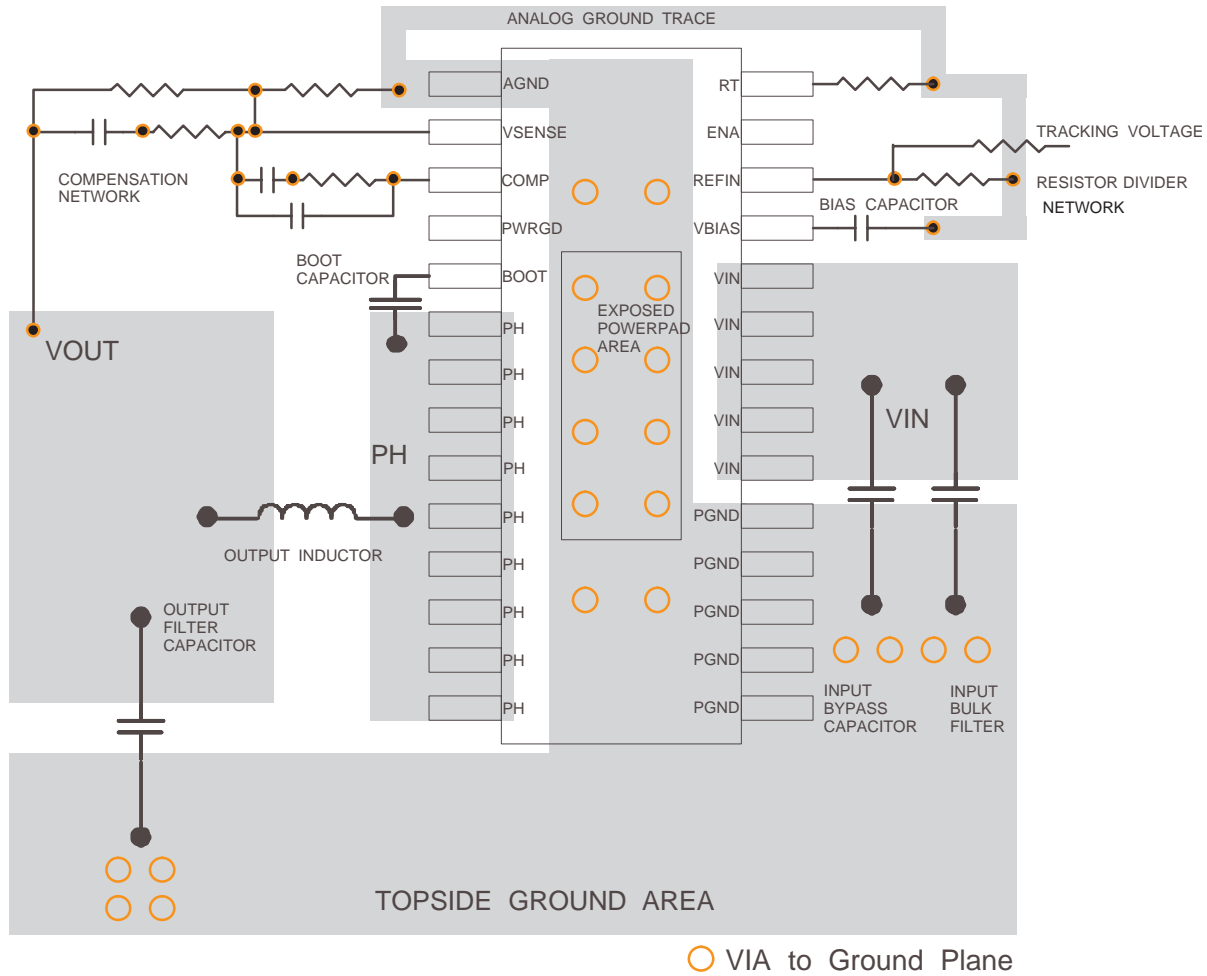 ANALOG GROUND TRACE
AGND
VSENSE
COMP
PWRGD
BOOT
PH
PH
PH
PH
PH
PH
PH
PH
PH
RT
ENA
REFIN
VBIAS
VIN
VIN
VIN
VIN
VIN
PGND
PGND
PGND
PGND
PGND
COMPENSATION
NETWORK
BOOT
CAPACITOR
TRACKING VOLTAGE
RESISTOR DIVIDER
NETWORK
BIAS CAPACITOR
EXPOSED
POWERPAD
AREA
VOUT
PH
VIN
OUTPUT INDUCTOR
OUTPUT
FILTER
CAPACITOR
INPUT
BYPASS
CAPACITOR
INPUT
BULK
FILTER
TOPSIDE GROUND AREA
VIA to Ground Plane